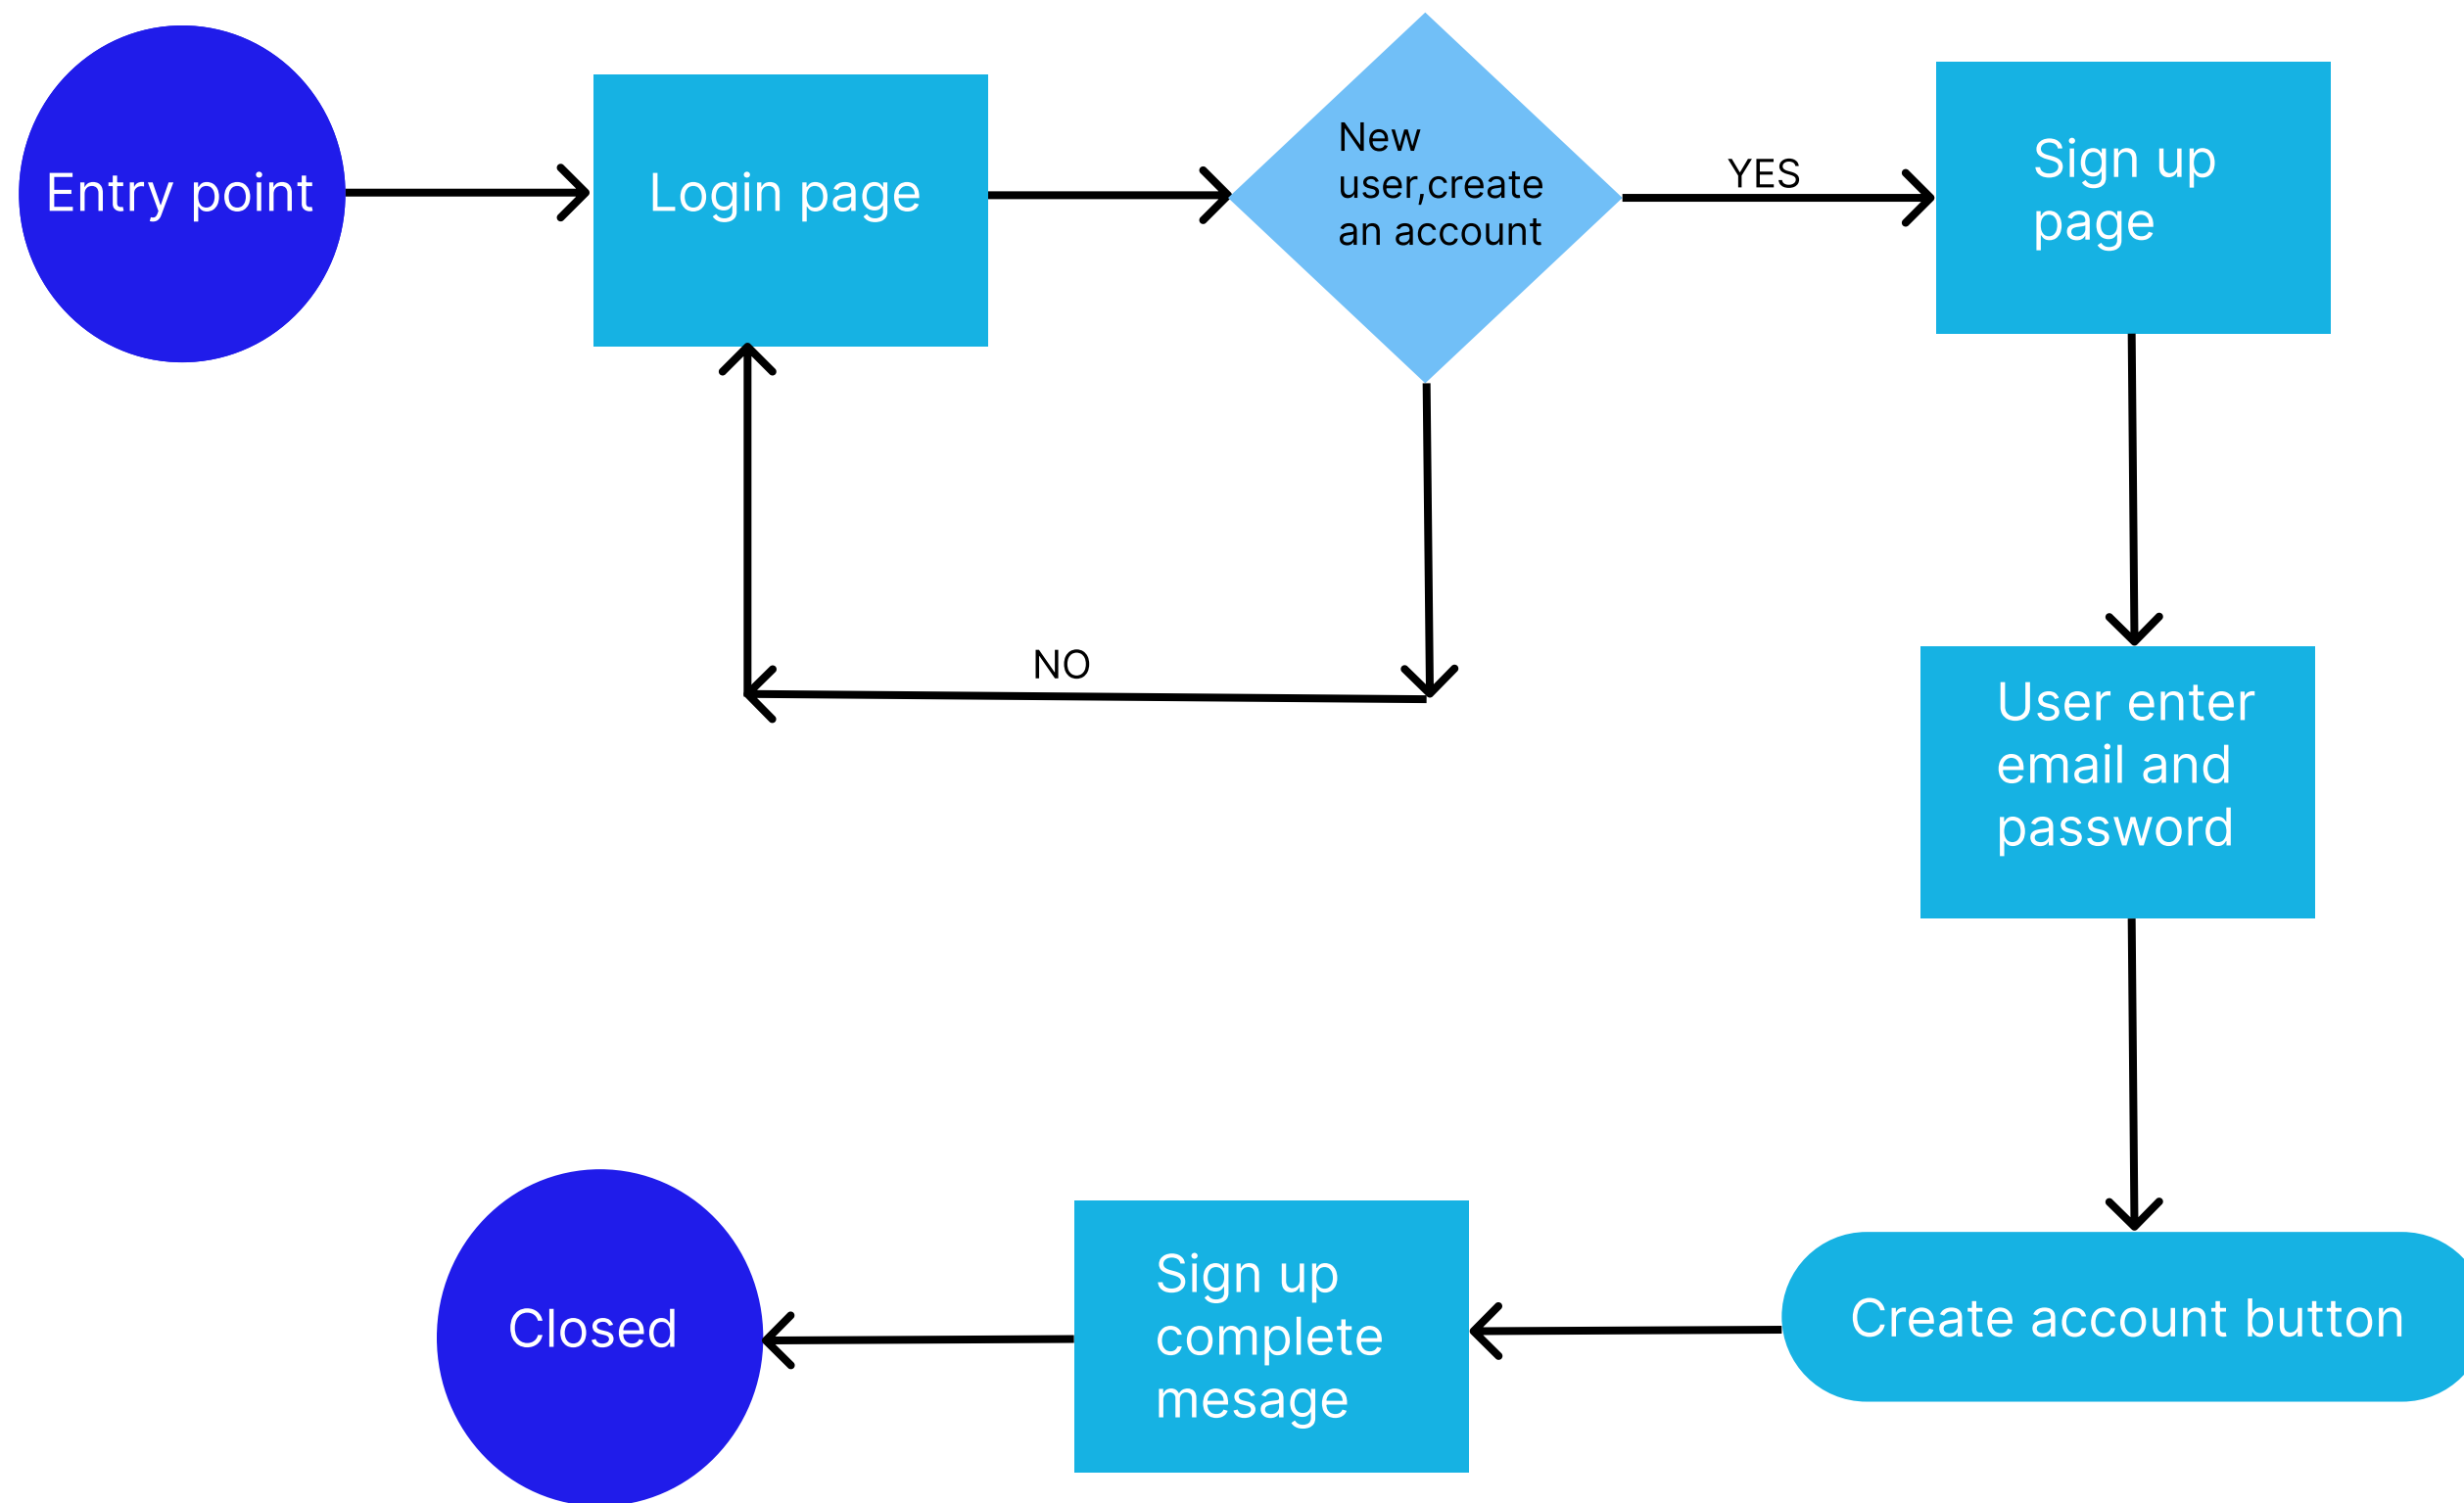 Entry point
Login page
New
user,create
an account
YES
Sign up
page
NO
User enter
email and
password
Create account button
Sign up
complete
message
Closed